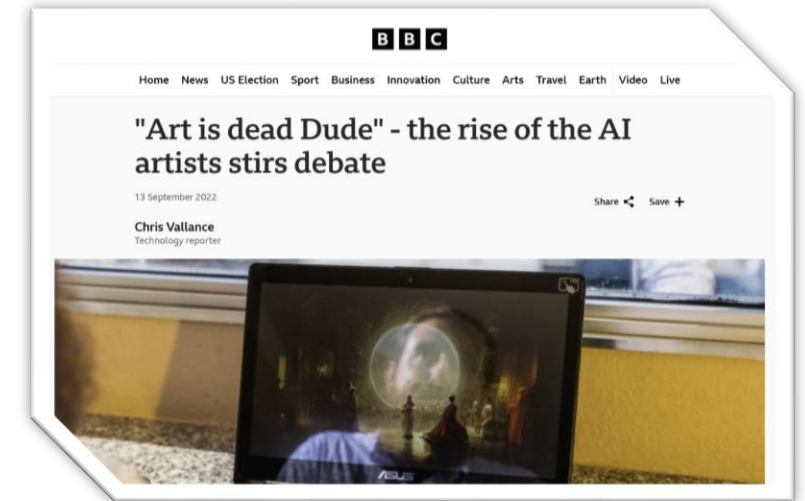 BBC
Home News US Election Sport Business Innovation Culture Arts Travel Earth Video Live
"Art is dead Dude" - the rise of the AI
artists stirs debate
13 September 2022
Share Save
Chris Vallance
Technology reporter
ASUS